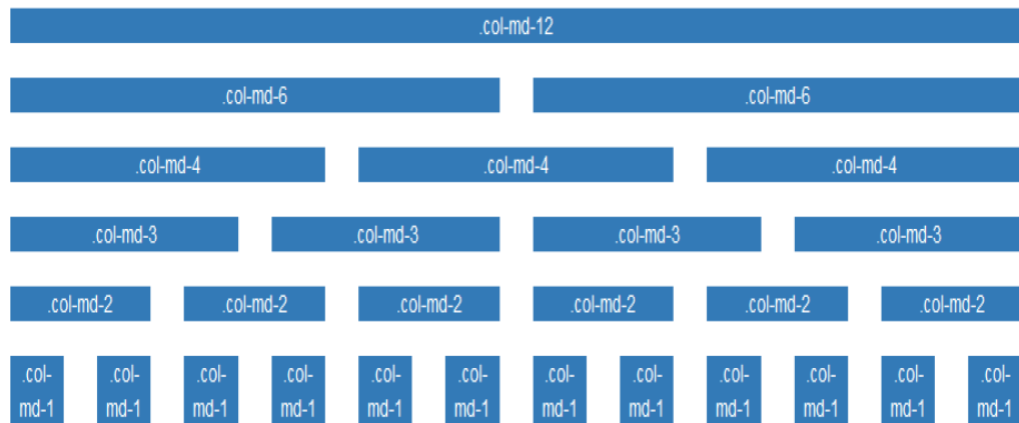 .col-md-12
.col-md-6 .col-md-6
.col-md-4 .col-md-4 .col-md-4
.col-md-3 .col-md-3 .col-md-3 .col-md-3
.col-md-2 .col-md-2 .col-md-2 .col-md-2 .col-md-2 .col-md-2
.col- .col- .col- .col- .col- .col- .col- .col- .col- .col- .col- .col-
md-1 md-1 md-1 md-1 md-1 md-1 md-1 md-1 md-1 md-1 md-1 md-1